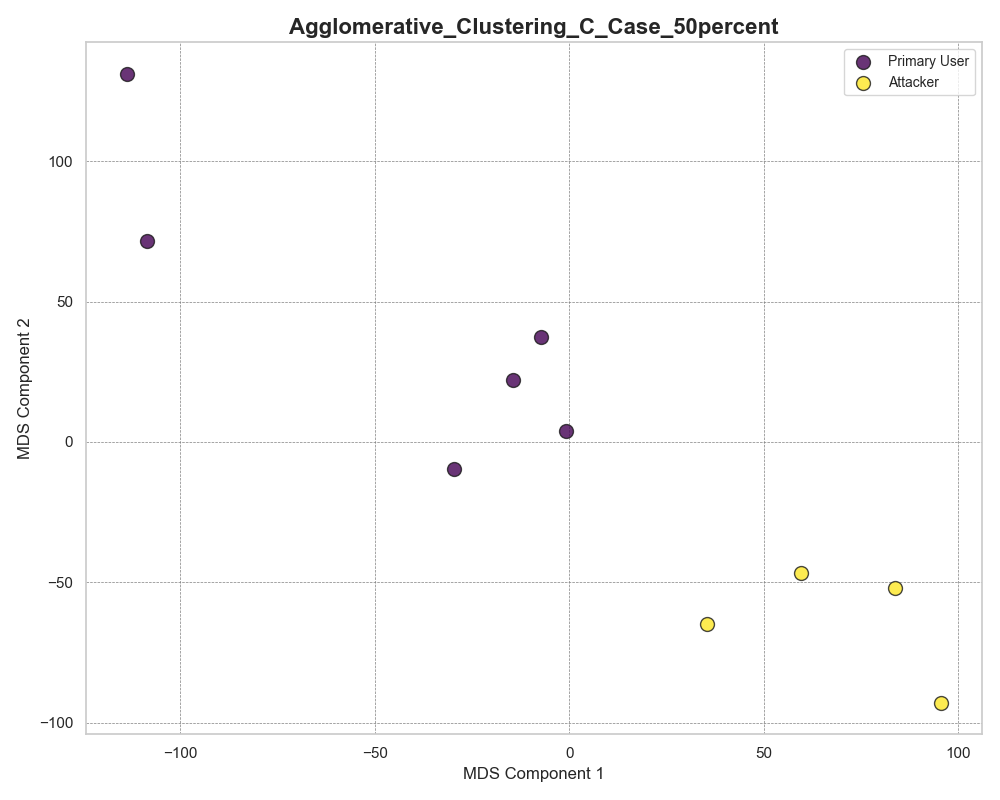 Agglomerative_Clustering_C_Case_50percent
Primary User
Attacker
100
50
0
−50
−100
MDS Component 2
−100
−50
0
50
100
MDS Component 1